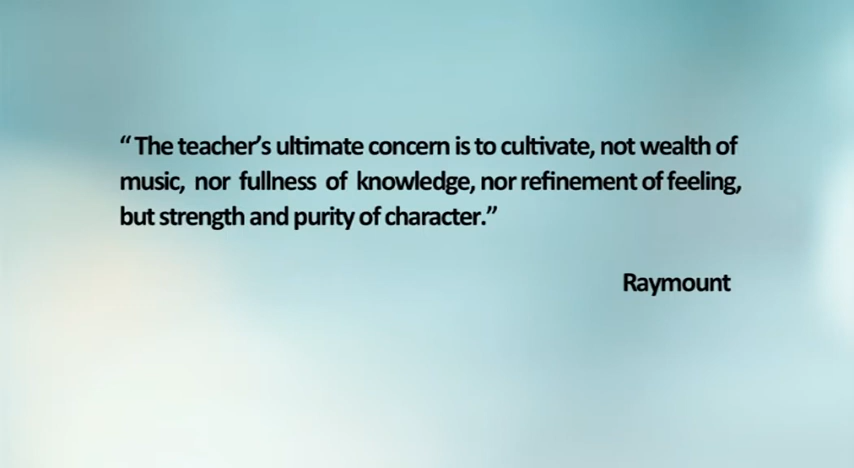 “ The teacher’s ultimate concern is to cultivate, not wealth of
music, nor fullness of knowledge, nor refinement of feeling,
but strength and purity of character.”
Raymount